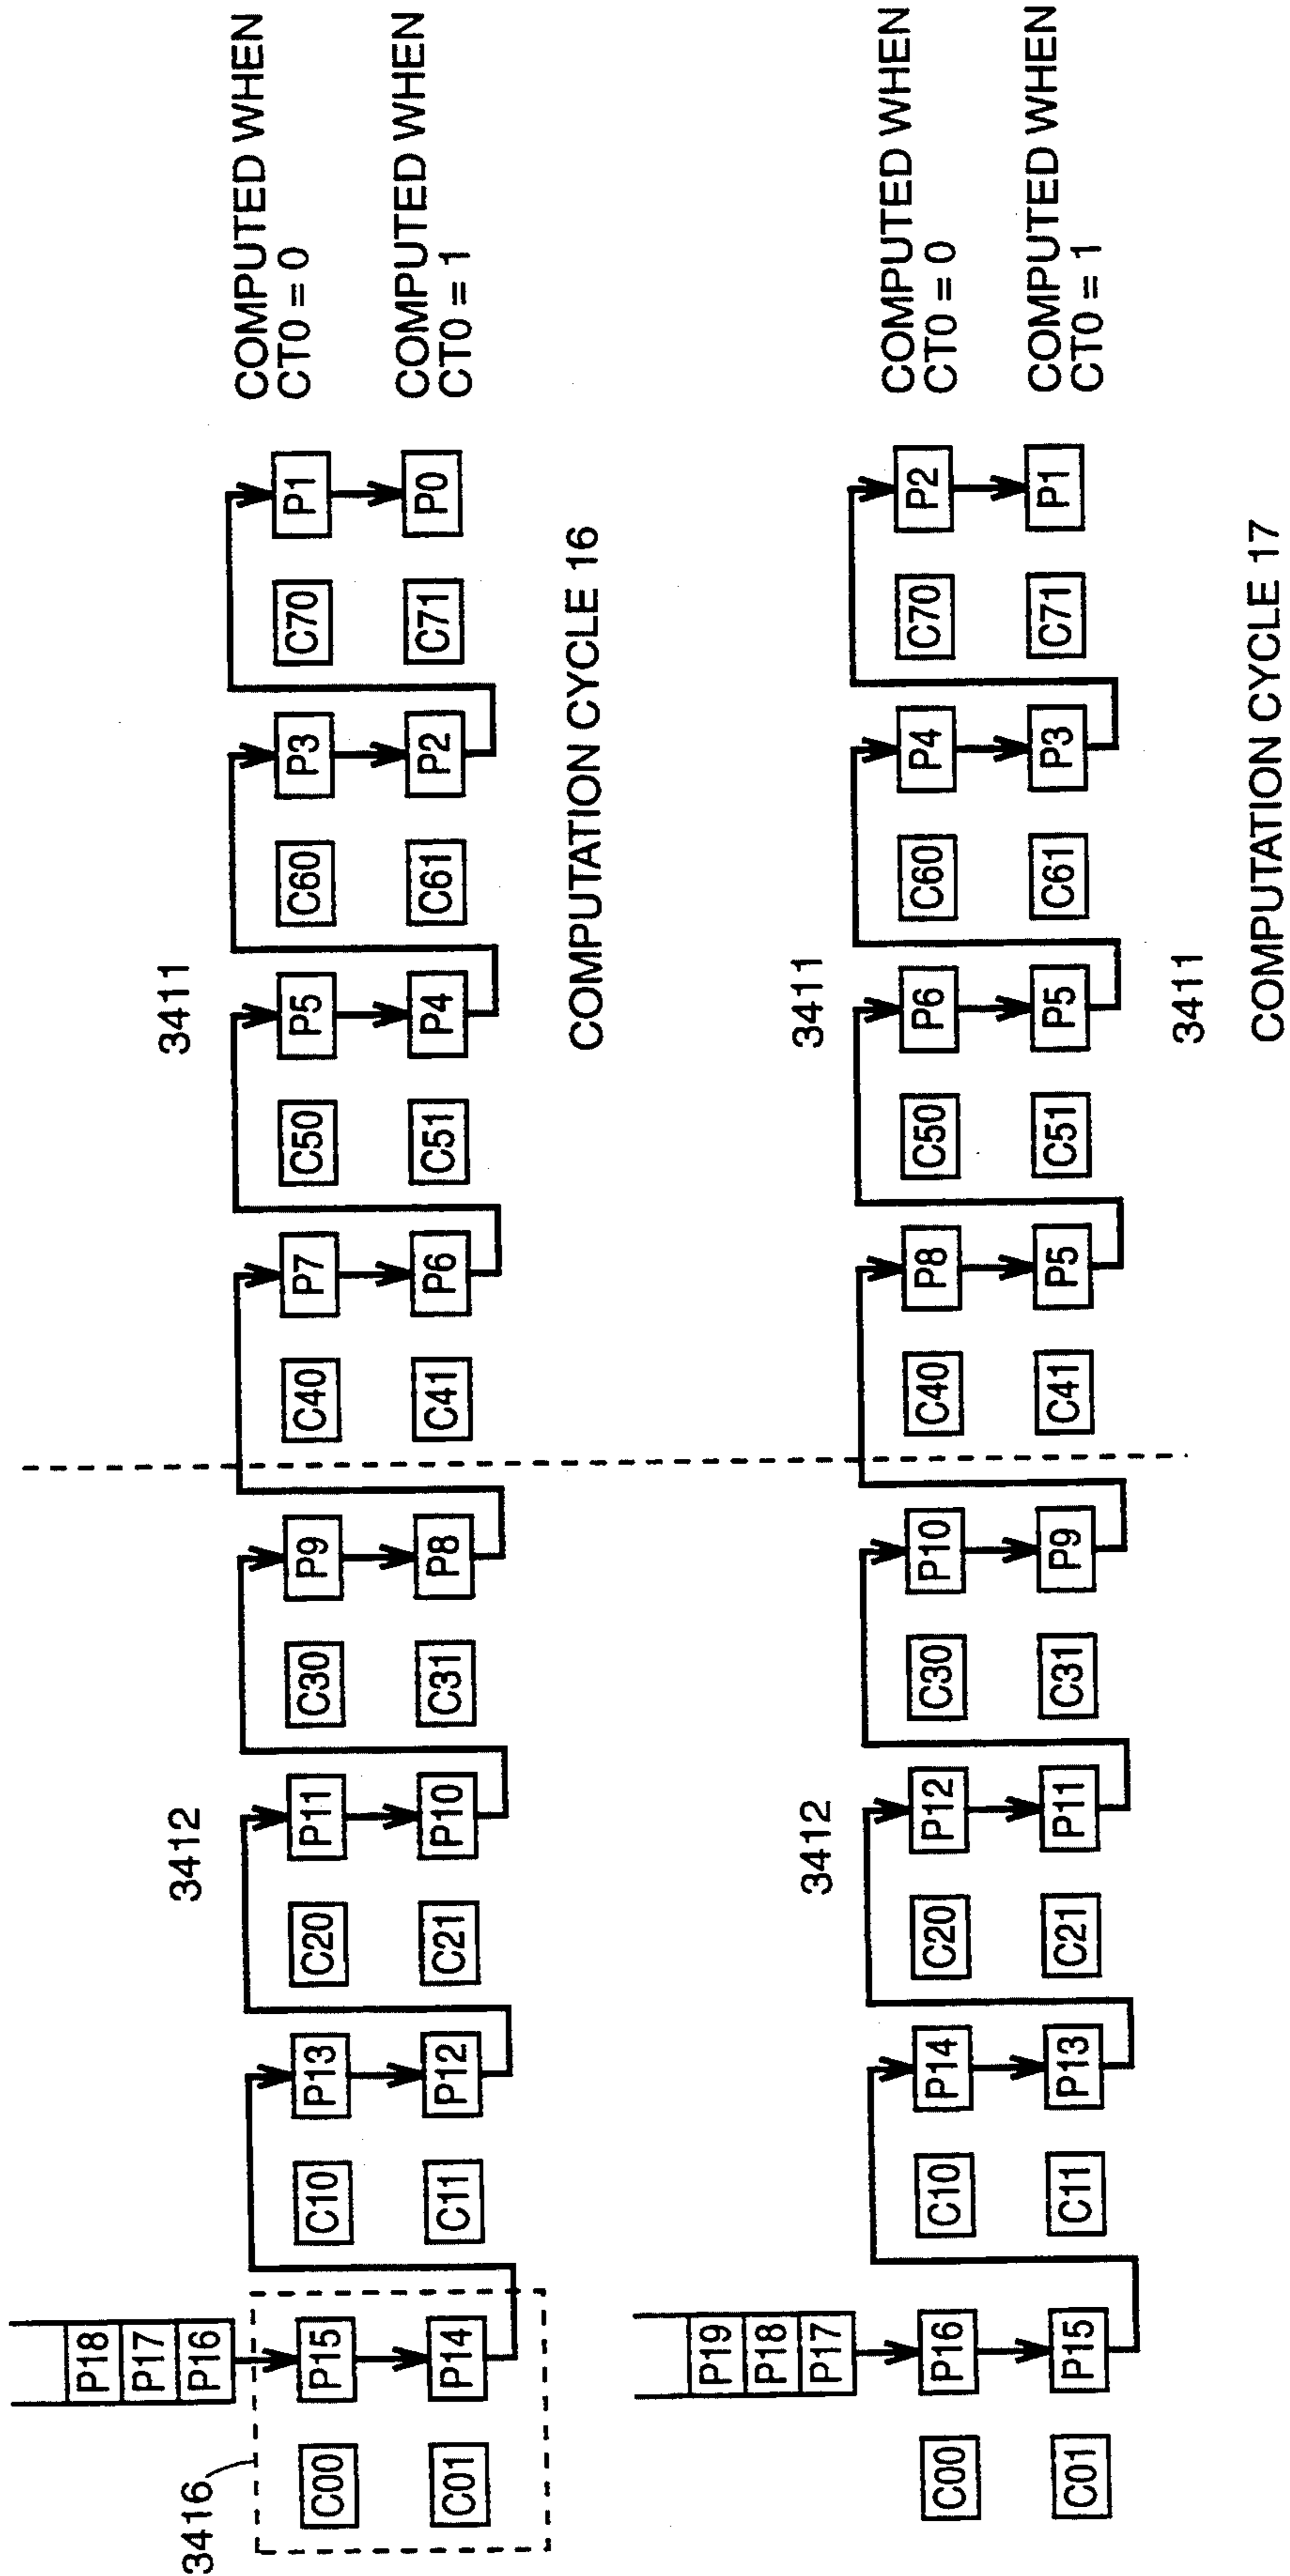 P18
P17
P16
3416
3412
3411
C00
P15
C10
P13
C20
P11
C30
P9
C40
P7
C50
P5
C60
P3
C70
P1
COMPUTED WHEN
CT0 = 0
C01
P14
C11
P12
C21
P10
C31
P8
C41
P6
C51
P4
C61
P2
C71
P0
COMPUTED WHEN
CT0 = 1
COMPUTATION CYCLE 16
P19
P18
P17
3412
3411
C00
P16
C10
P14
C20
P12
C30
P10
C40
P8
C50
P6
C60
P4
C70
P2
COMPUTED WHEN
CT0 = 0
C01
P15
C11
P13
C21
P11
C31
P9
C41
P5
C51
P5
C61
P3
C71
P1
COMPUTED WHEN
CT0 = 1
3411
COMPUTATION CYCLE 17